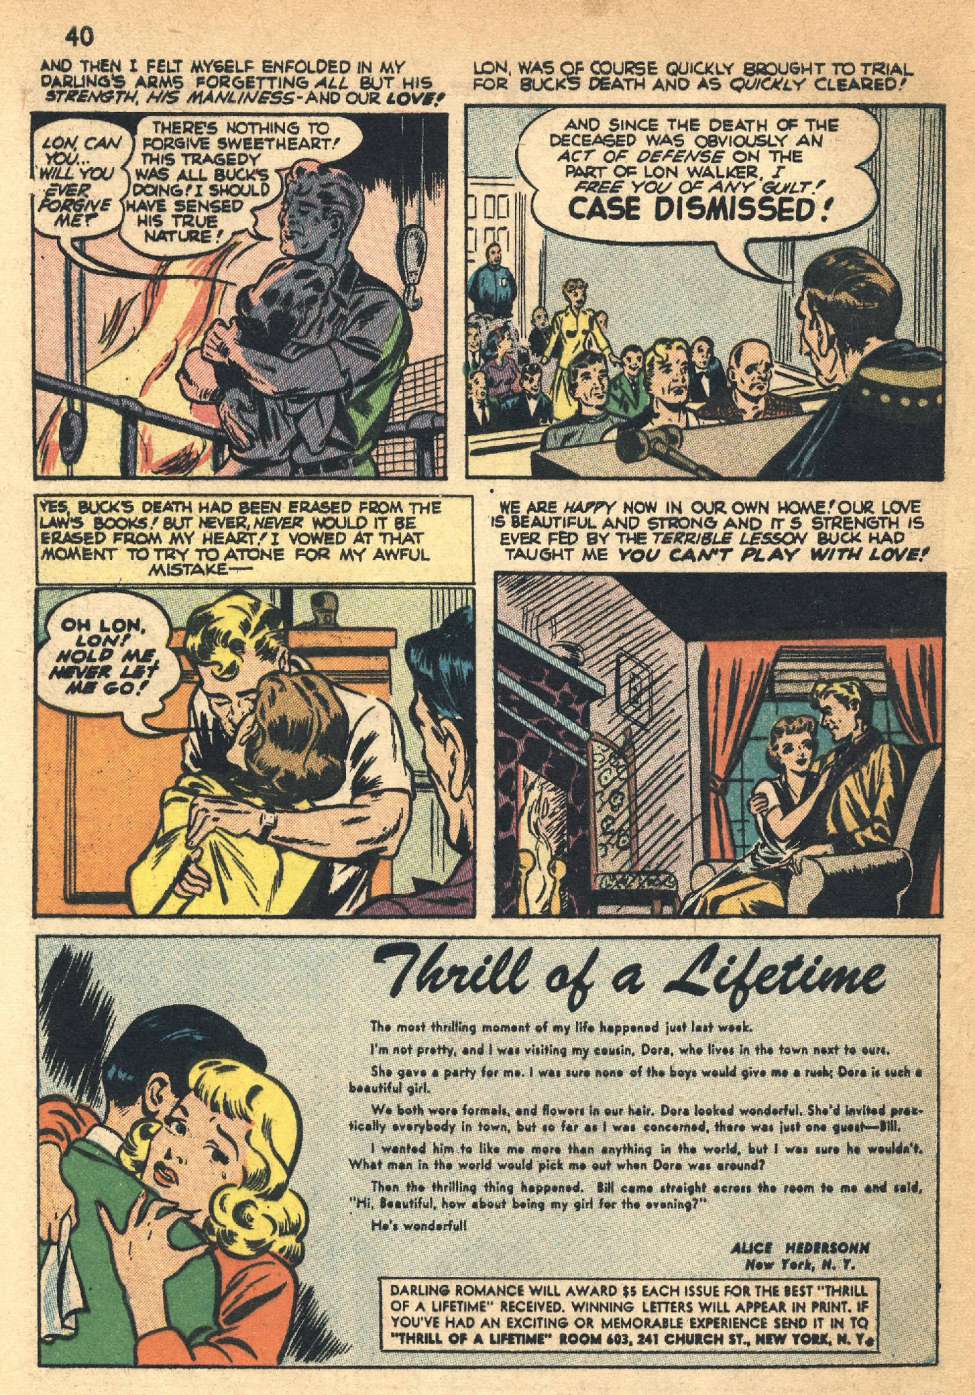 40
AND THEN I FELT MYSELF ENFOLDED IN MY
DARLING'S ARMS FORGETTING ALL BUT HIS
STRENGTH, HIS MANLINESS - AND OUR LOVE!
LON, CAN
YOU...
WILL YOU
EVER
FORGIVE
ME?
THERE'S NOTHING TO
FORGIVE SWEETHEART!
THIS TRAGEDY
WAS ALL BUCK'S
DOING! I SHOULD
HAVE SENSED
HIS TRUE
NATURE!
LON, WAS OF COURSE QUICKLY BROUGHT TO TRIAL
FOR BUCK'S DEATH AND AS QUICKLY CLEARED!
AND SINCE THE DEATH OF THE
DECEASED WAS OBVIOUSLY AN
ACT OF DEFENSE ON THE
PART OF LON WALKER, I
FREE YOU OF ANY GUILT!
CASE DISMISSED!
YES, BUCK'S DEATH HAD BEEN ERASED FROM THE
LAW'S BOOKS! BUT NEVER, NEVER WOULD IT BE
ERASED FROM MY HEART! I VOWED AT THAT
MOMENT TO TRY TO ATONE FOR MY AWFUL
MISTAKE—
OH LON,
LON!
HOLD ME,
NEVER LET
ME GO!
WE ARE HAPPY NOW IN OUR OWN HOME! OUR LOVE
IS BEAUTIFUL AND STRONG AND IT'S STRENGTH IS
EVER FED BY THE TERRIBLE LESSON BUCK HAD
TAUGHT ME YOU CAN'T PLAY WITH LOVE!
Thrill of a Lifetime
The most thrilling moment of my life happened just last week.
I'm not pretty, and I was visiting my cousin, Dora, who lives in the town next to ours.
She gave a party for me. I was sure none of the boys would give me a rush; Dora is such a
beautiful girl.
We both wore formals, and flowers in our hair. Dora looked wonderful. She'd invited prac-
tically everybody in town, but so far as I was concerned, there was just one guest—Bill.
I wanted him to like me more than anything in the world, but I was sure he wouldn't.
What man in the world would pick me out when Dora was around?
Then the thrilling thing happened. Bill came straight across the room to me and said,
"Hi, Beautiful, how about being my girl for the evening?"
He's wonderful!
ALICE HEDERSONN
New York, N. Y.
DARLING ROMANCE WILL AWARD $5 EACH ISSUE FOR THE BEST "THRILL
OF A LIFETIME" RECEIVED. WINNING LETTERS WILL APPEAR IN PRINT. IF
YOU'VE HAD AN EXCITING OR MEMORABLE EXPERIENCE SEND IT IN TO
"THRILL OF A LIFETIME" ROOM 603, 241 CHURCH ST., NEW YORK, N. Y.